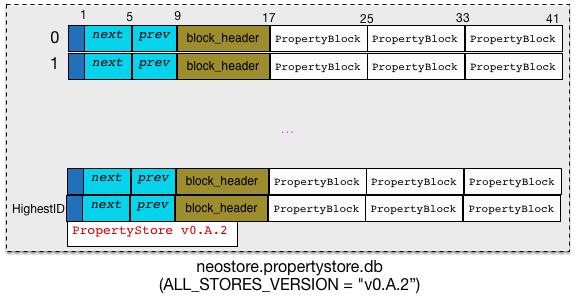 1 5 9 17 25 33 41
0 next prev block_header PropertyBlock PropertyBlock PropertyBlock
1 next prev block_header PropertyBlock PropertyBlock PropertyBlock
...
next prev block_header PropertyBlock PropertyBlock PropertyBlock
HighestID next prev block_header PropertyBlock PropertyBlock PropertyBlock
PropertyStore v0.A.2
neostore.propertystore.db
(ALL_STORES_VERSION = "v0.A.2”)